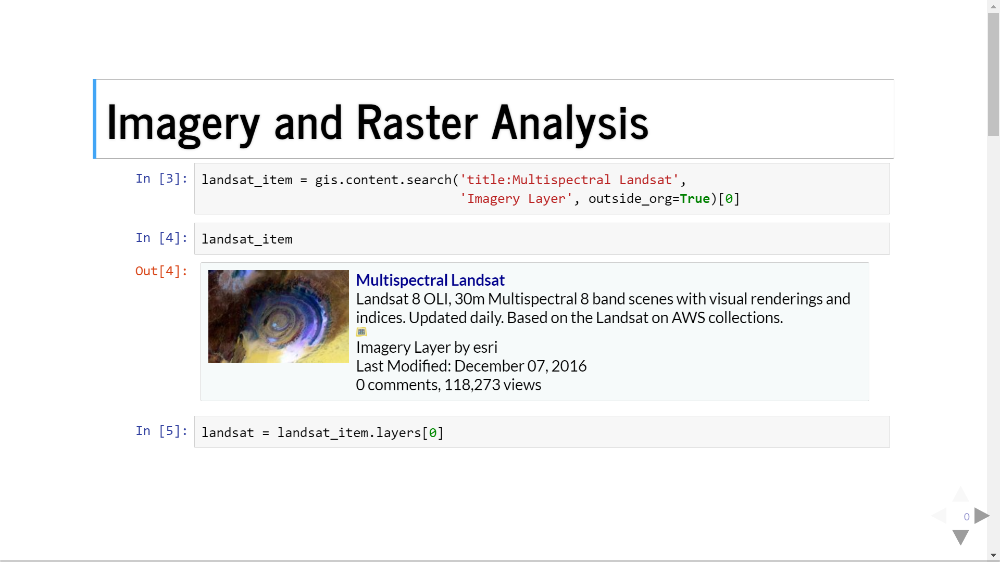 Imagery and Raster Analysis
In [3]: landsat_item = gis.content.search('title:Multispectral Landsat',
'Imagery Layer', outside_org=True)[0]
In [4]: landsat_item
Out[4]: Multispectral Landsat
Landsat 8 OLI, 30m Multispectral 8 band scenes with visual renderings and
indices. Updated daily. Based on the Landsat on AWS collections.
Imagery Layer by esri
Last Modified: December 07, 2016
0 comments, 118,273 views
In [5]: landsat = landsat_item.layers[0]
0